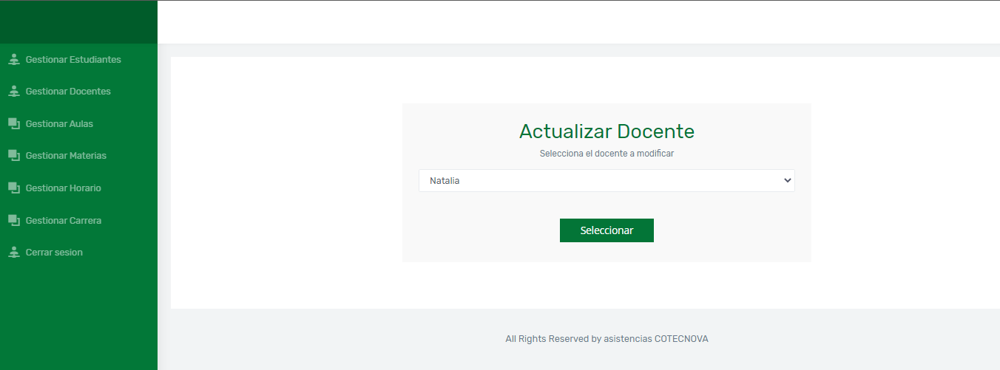 Gestionar Estudiantes
Gestionar Docentes
Gestionar Aulas
Gestionar Materias
Gestionar Horario
Gestionar Carrera
Cerrar sesion
Actualizar Docente
Selecciona el docente a modificar
Natalia
Seleccionar
All Rights Reserved by asistencias COTECNOVA